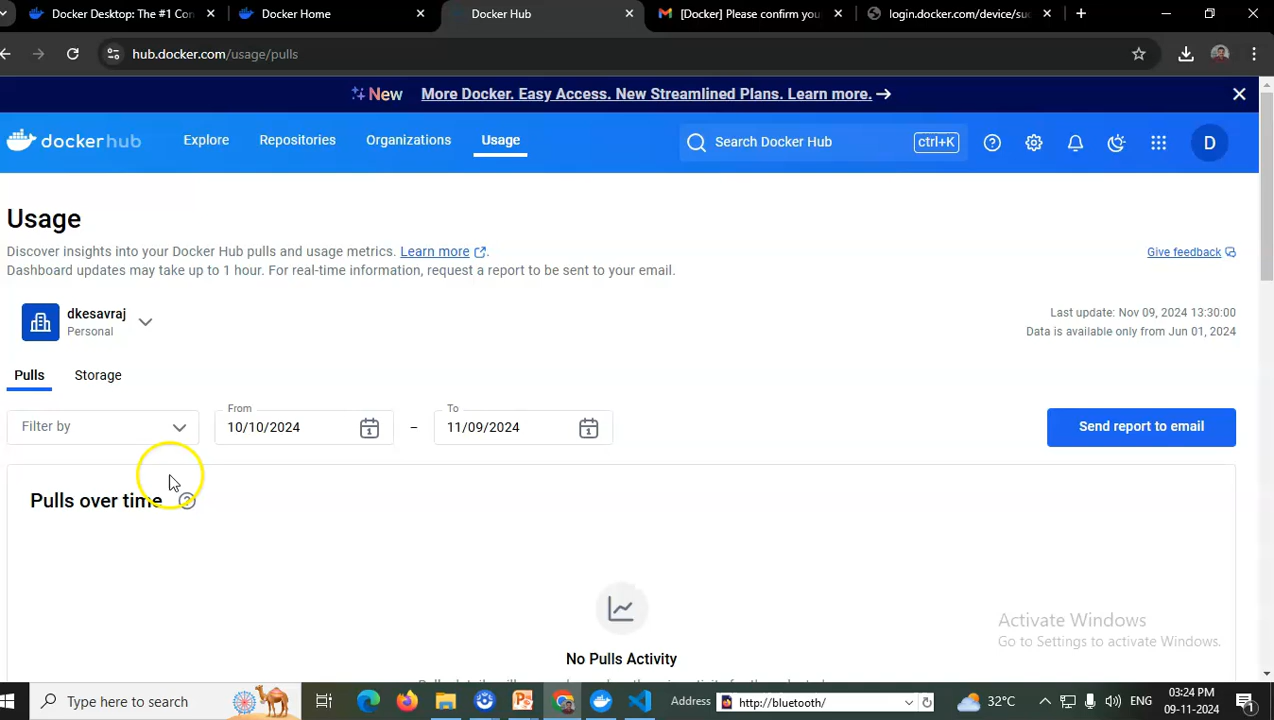 Docker Desktop: The #1 Con
Docker Home
Docker Hub
[Docker] Please confirm you
login.docker.com/device/suc
hub.docker.com/usage/pulls
New More Docker. Easy Access. New Streamlined Plans. Learn more.
dockerhub
Explore
Repositories
Organizations
Usage
Search Docker Hub
ctrl+K
D
Usage
Discover insights into your Docker Hub pulls and usage metrics. Learn more.
Give feedback
Dashboard updates may take up to 1 hour. For real-time information, request a report to be sent to your email.
dkesavraj
Personal
Last update: Nov 09, 2024 13:30:00
Data is available only from Jun 01, 2024
Pulls
Storage
Filter by
From
10/10/2024
–
To
11/09/2024
Send report to email
Pulls over time
No Pulls Activity
Activate Windows
Go to Settings to activate Windows.
Type here to search
Address
http://bluetooth/
32°C
ENG
03:24 PM
09-11-2024
1